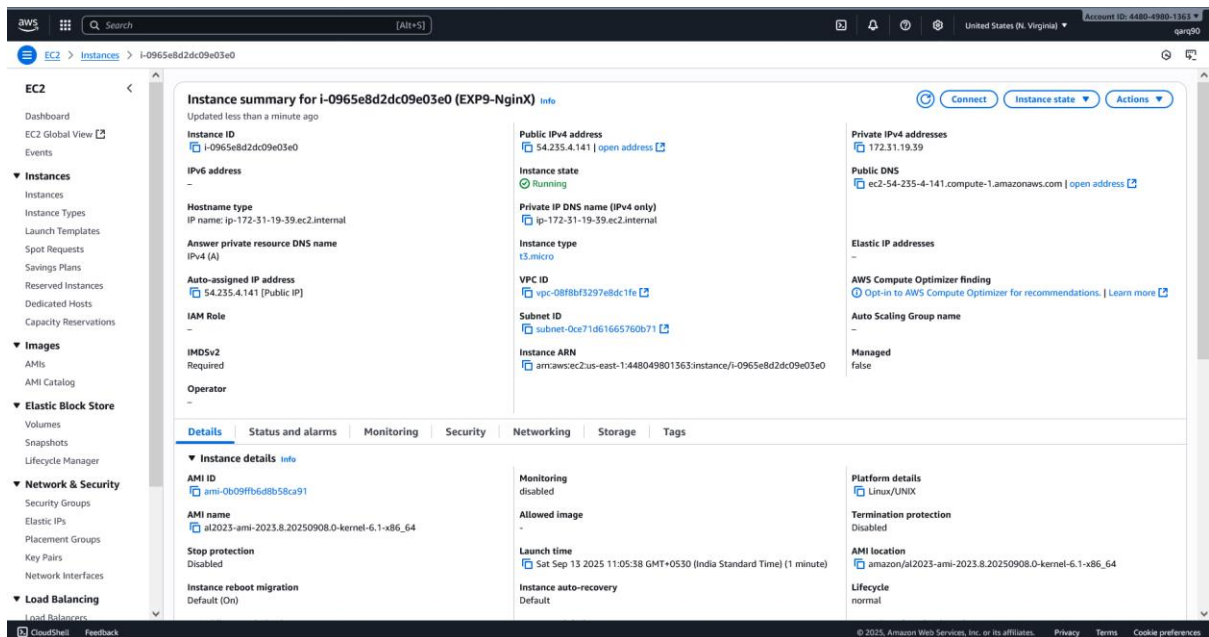 aws
Search
[Alt+S]
United States (N. Virginia) ▼
Account ID: 4480-4980-1363 ▼
qarq90
EC2 > Instances > i-0965e8d2dc09e03e0
EC2
Dashboard
EC2 Global View
Events
▼ Instances
Instances
Instance Types
Launch Templates
Spot Requests
Savings Plans
Reserved Instances
Dedicated Hosts
Capacity Reservations
▼ Images
AMIs
AMI Catalog
▼ Elastic Block Store
Volumes
Snapshots
Lifecycle Manager
▼ Network & Security
Security Groups
Elastic IPs
Placement Groups
Key Pairs
Network Interfaces
▼ Load Balancing
Load Balancers
Instance summary for i-0965e8d2dc09e03e0 (EXP9-NginX) Info
Updated less than a minute ago
Connect
Instance state ▼
Actions ▼
Instance ID
i-0965e8d2dc09e03e0
Public IPv4 address
54.235.4.141 | open address
Private IPv4 addresses
172.31.19.39
IPv6 address
–
Instance state
Running
Public DNS
ec2-54-235-4-141.compute-1.amazonaws.com | open address
Hostname type
IP name: ip-172-31-19-39.ec2.internal
Private IP DNS name (IPv4 only)
ip-172-31-19-39.ec2.internal
Answer private resource DNS name
IPv4 (A)
Instance type
t3.micro
Elastic IP addresses
–
Auto-assigned IP address
54.235.4.141 [Public IP]
VPC ID
vpc-08f8bf3297e8dc1fe
AWS Compute Optimizer finding
Opt-in to AWS Compute Optimizer for recommendations. | Learn more
IAM Role
–
Subnet ID
subnet-0ce71d61665760b71
Auto Scaling Group name
–
IMDSv2
Required
Instance ARN
arn:aws:ec2:us-east-1:448049801363:instance/i-0965e8d2dc09e03e0
Managed
false
Operator
–
Details
Status and alarms
Monitoring
Security
Networking
Storage
Tags
▼ Instance details Info
AMI ID
ami-0b09ffb6d8b58ca91
Monitoring
disabled
Platform details
Linux/UNIX
AMI name
al2023-ami-2023.8.20250908.0-kernel-6.1-x86_64
Allowed image
-
Termination protection
Disabled
Stop protection
Disabled
Launch time
Sat Sep 13 2025 11:05:38 GMT+0530 (India Standard Time) (1 minute)
AMI location
amazon/al2023-ami-2023.8.20250908.0-kernel-6.1-x86_64
Instance reboot migration
Default (On)
Instance auto-recovery
Default
Lifecycle
normal
CloudShell
Feedback
© 2025, Amazon Web Services, Inc. or its affiliates.
Privacy
Terms
Cookie preferences